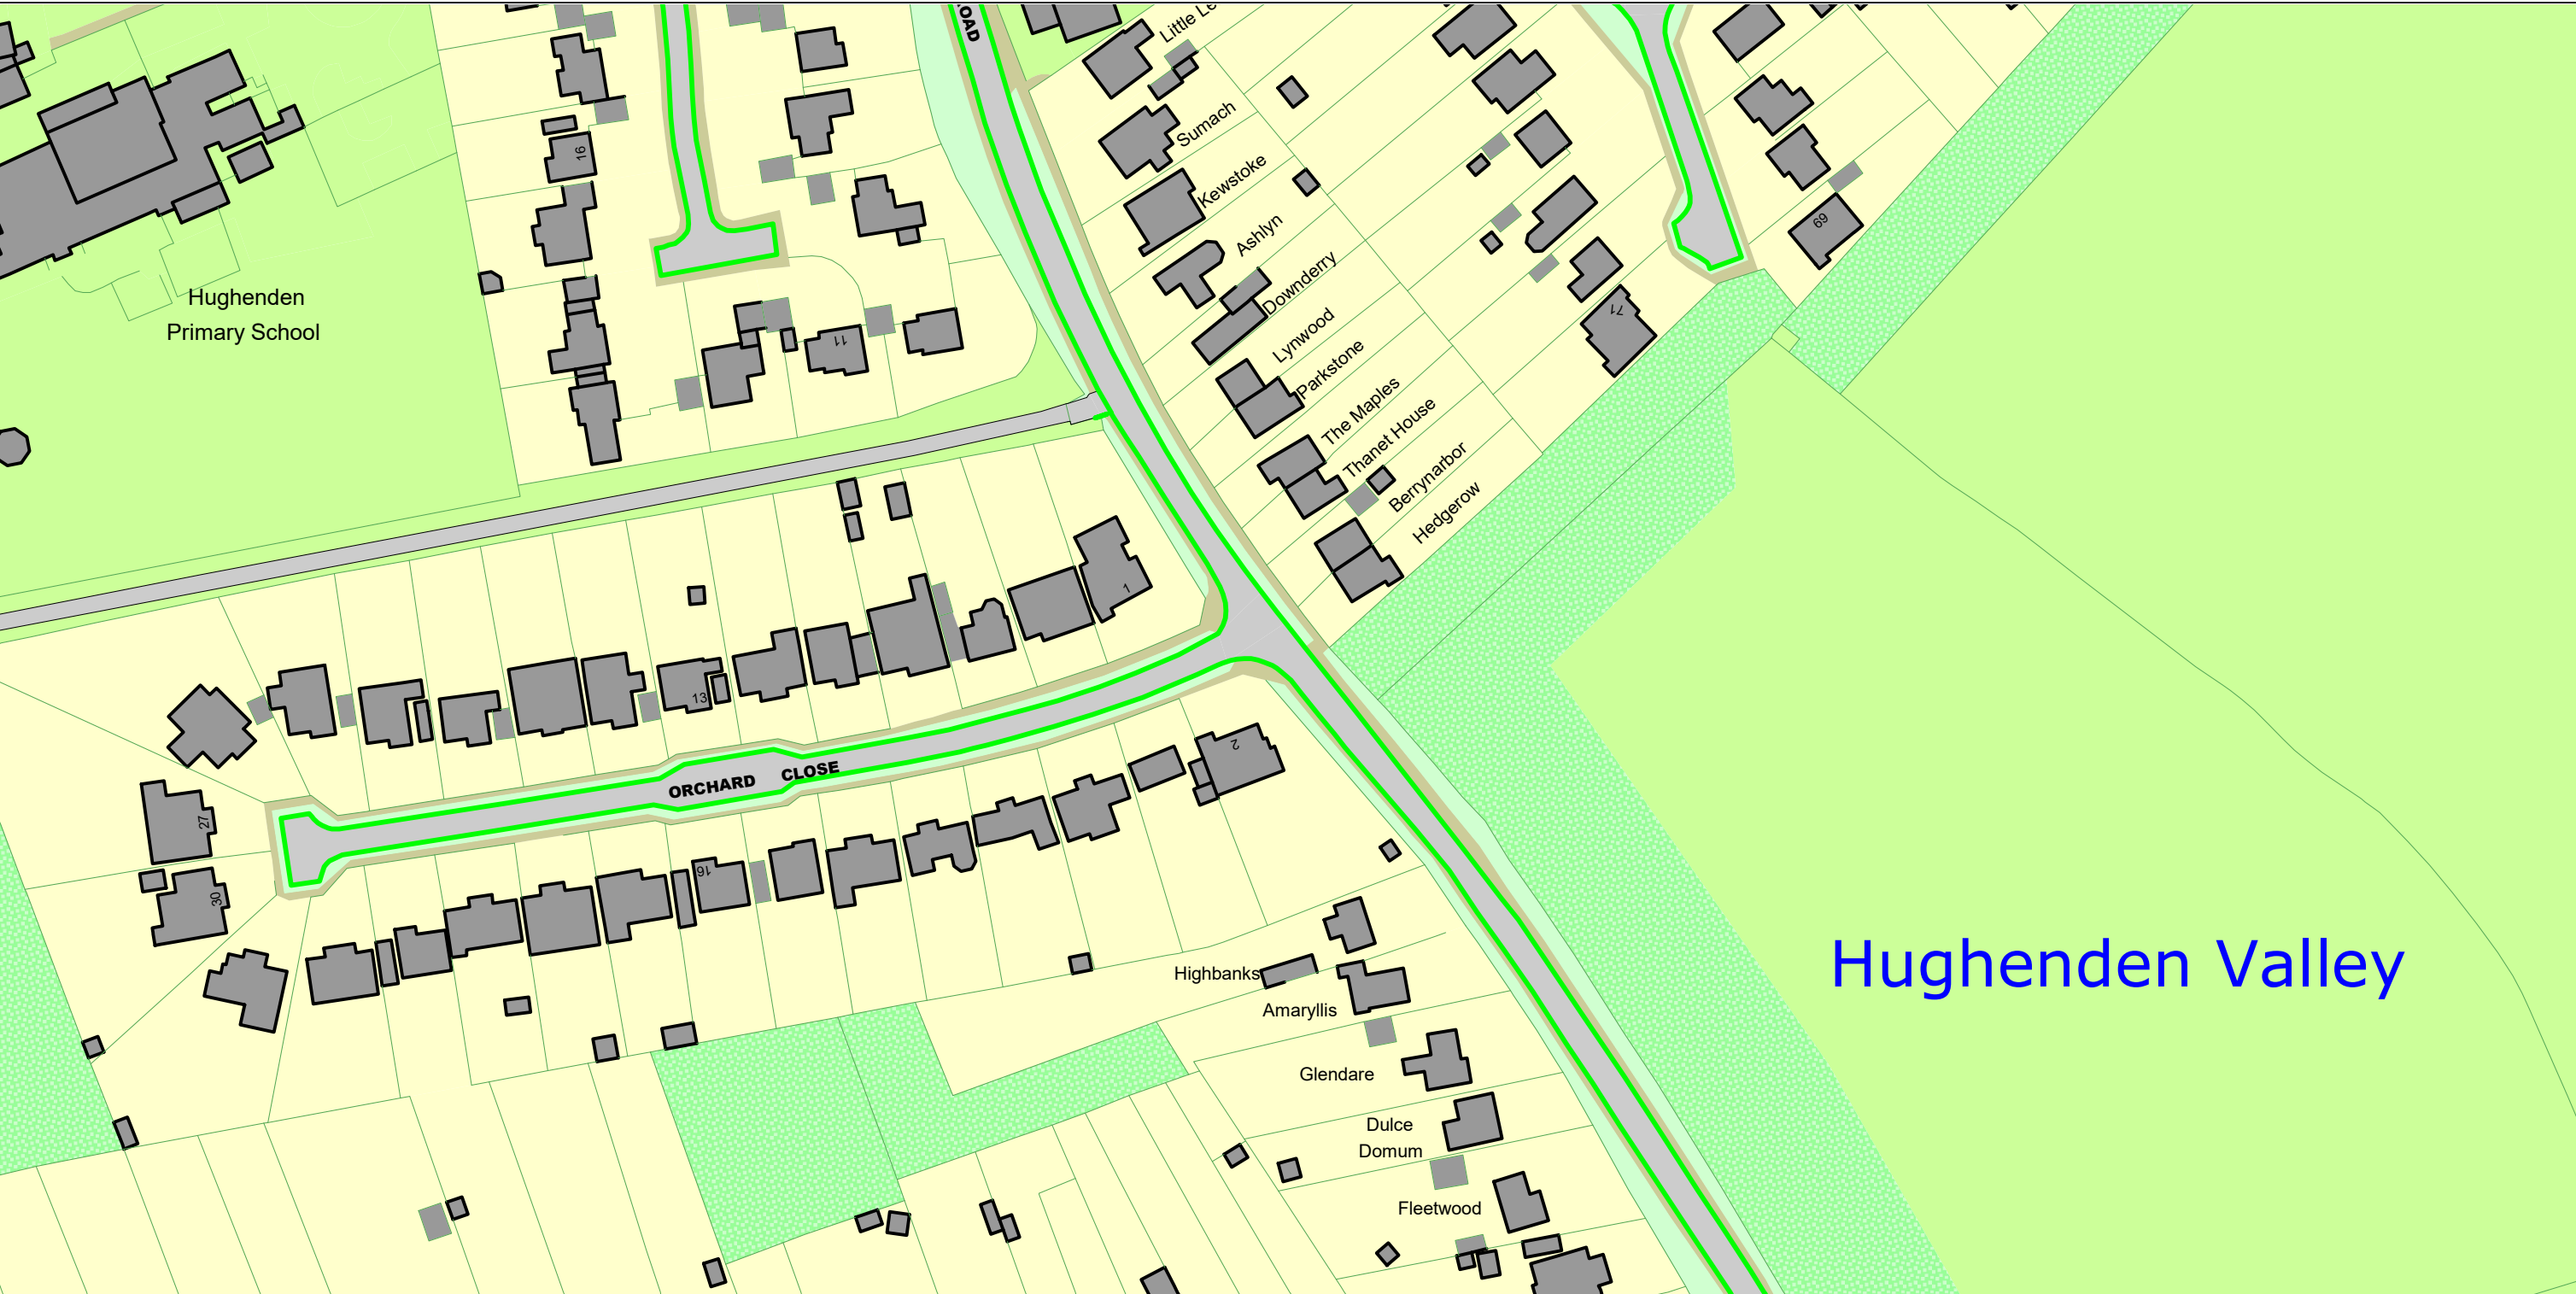 OAD
Little Le
Sumach
Kewstoke
Ashlyn
Downderry
Lynwood
Parkstone
The Maples
Thanet House
Berrynarbor
Hedgerow
16
11
69
71
Hughenden
Primary School
1
13
2
ORCHARD CLOSE
27
30
16
Highbanks
Amaryllis
Glendare
Dulce
Domum
Fleetwood
Hughenden Valley